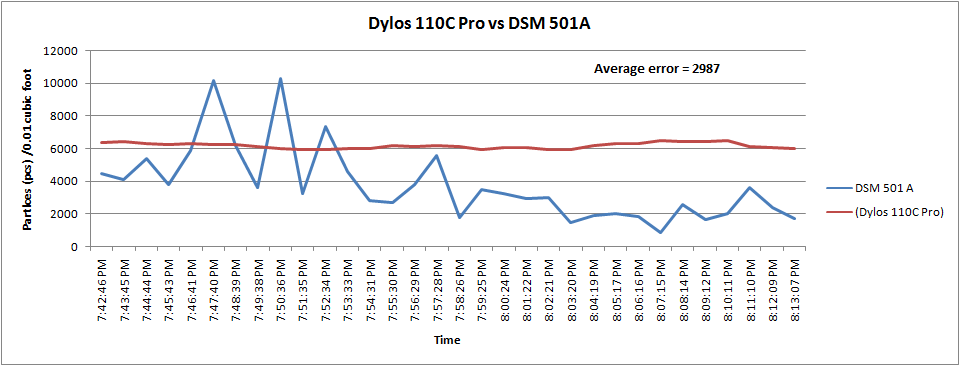 Dylos 110C Pro vs DSM 501A
Average error = 2987
Partices (pcs) /0.01 cubic foot
12000
10000
8000
6000
4000
2000
0
7:42:46 PM
7:43:45 PM
7:44:44 PM
7:45:43 PM
7:46:41 PM
7:47:40 PM
7:48:39 PM
7:49:38 PM
7:50:36 PM
7:51:35 PM
7:52:34 PM
7:53:33 PM
7:54:31 PM
7:55:30 PM
7:56:29 PM
7:57:28 PM
7:58:26 PM
7:59:25 PM
8:00:24 PM
8:01:22 PM
8:02:21 PM
8:03:20 PM
8:04:19 PM
8:05:17 PM
8:06:16 PM
8:07:15 PM
8:08:14 PM
8:09:12 PM
8:10:11 PM
8:11:10 PM
8:12:09 PM
8:13:07 PM
Time
DSM 501 A
(Dylos 110C Pro)